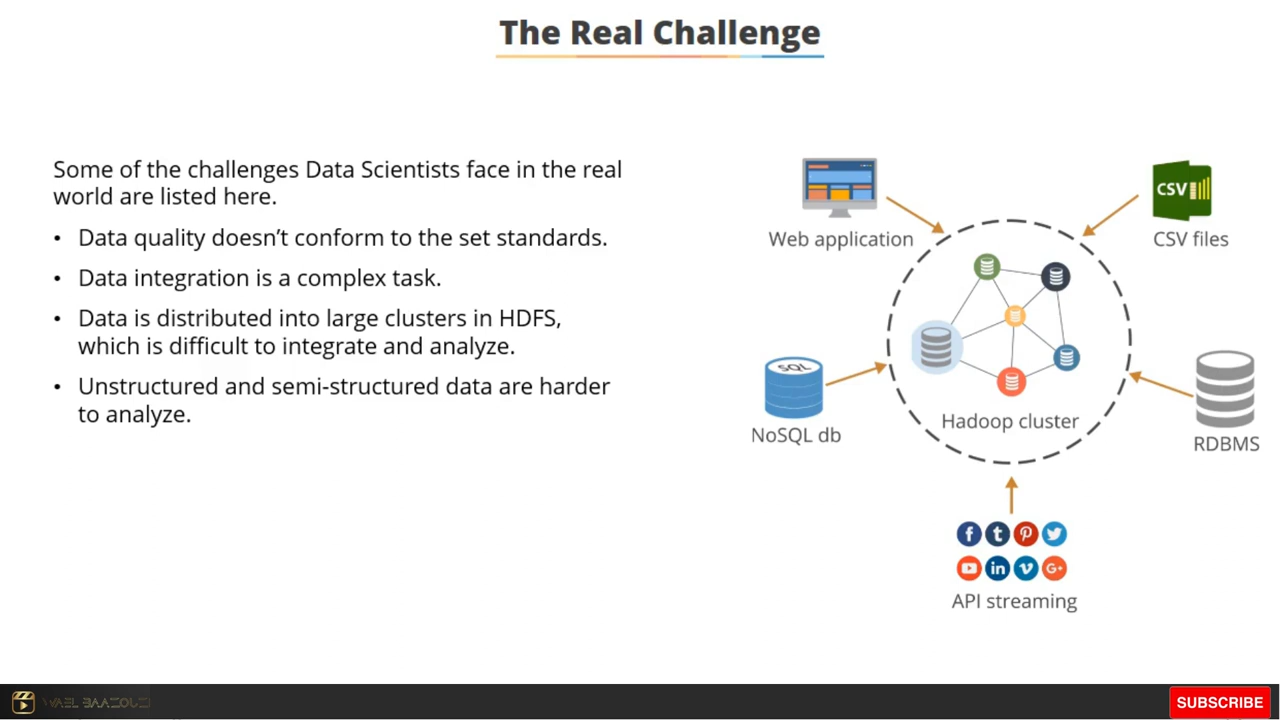 The Real Challenge
Some of the challenges Data Scientists face in the real
world are listed here.
• Data quality doesn’t conform to the set standards.
• Data integration is a complex task.
• Data is distributed into large clusters in HDFS,
which is difficult to integrate and analyze.
• Unstructured and semi-structured data are harder
to analyze.
Web application
CSV
CSV files
SQL
NoSQL db
Hadoop cluster
RDBMS
API streaming
SUBSCRIBE